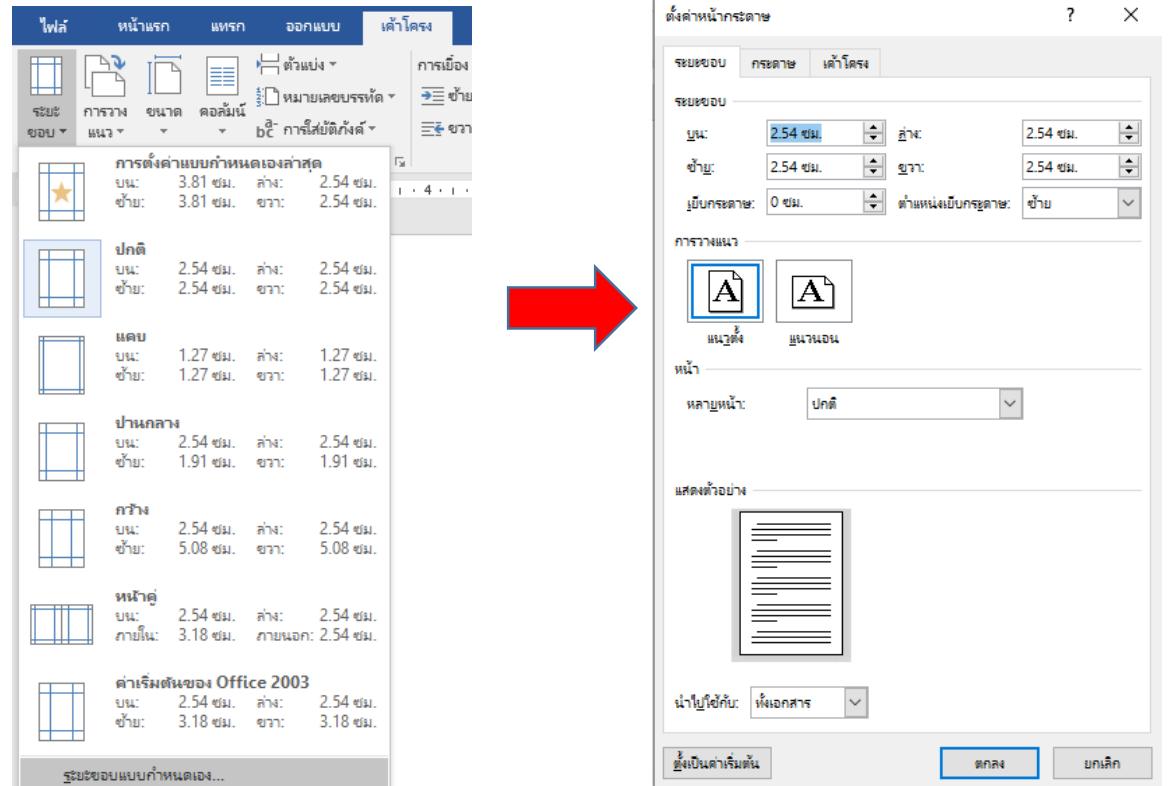 ไฟล์ หน้าแรก แทรก ออกแบบ เค้าโครง
ระยะขอบ
การวางแนว
ขนาด
คอลัมน์
ตัวแบ่ง
หมายเลขบรรทัด
bc การใส่ยัติภังค์
การเยื้อง
ซ้าย
ขวา
4
การตั้งค่าแบบกำหนดเองล่าสุด
บน: 3.81 ซม. ล่าง: 2.54 ซม.
ซ้าย: 3.81 ซม. ขวา: 2.54 ซม.
ปกติ
บน: 2.54 ซม. ล่าง: 2.54 ซม.
ซ้าย: 2.54 ซม. ขวา: 2.54 ซม.
แคบ
บน: 1.27 ซม. ล่าง: 1.27 ซม.
ซ้าย: 1.27 ซม. ขวา: 1.27 ซม.
ปานกลาง
บน: 2.54 ซม. ล่าง: 2.54 ซม.
ซ้าย: 1.91 ซม. ขวา: 1.91 ซม.
กว้าง
บน: 2.54 ซม. ล่าง: 2.54 ซม.
ซ้าย: 5.08 ซม. ขวา: 5.08 ซม.
หน้าคู่
บน: 2.54 ซม. ล่าง: 2.54 ซม.
ภายใน: 3.18 ซม. ภายนอก: 2.54 ซม.
ค่าเริ่มต้นของ Office 2003
บน: 2.54 ซม. ล่าง: 2.54 ซม.
ซ้าย: 3.18 ซม. ขวา: 3.18 ซม.
ระยะขอบแบบกำหนดเอง...
ตั้งค่าหน้ากระดาษ ?
ระยะขอบ กระดาษ เค้าโครง
ระยะขอบ
บน: 2.54 ซม. ล่าง: 2.54 ซม.
ซ้าย: 2.54 ซม. ขวา: 2.54 ซม.
เย็บกระดาษ: 0 ซม. ตำแหน่งเย็บกระดาษ: ซ้าย
การวางแนว
A A
แนวตั้ง แนวนอน
หน้า
หลายหน้า: ปกติ
แสดงตัวอย่าง
นำไปใช้กับ: ทั้งเอกสาร
ตั้งเป็นค่าเริ่มต้น ตกลง ยกเลิก